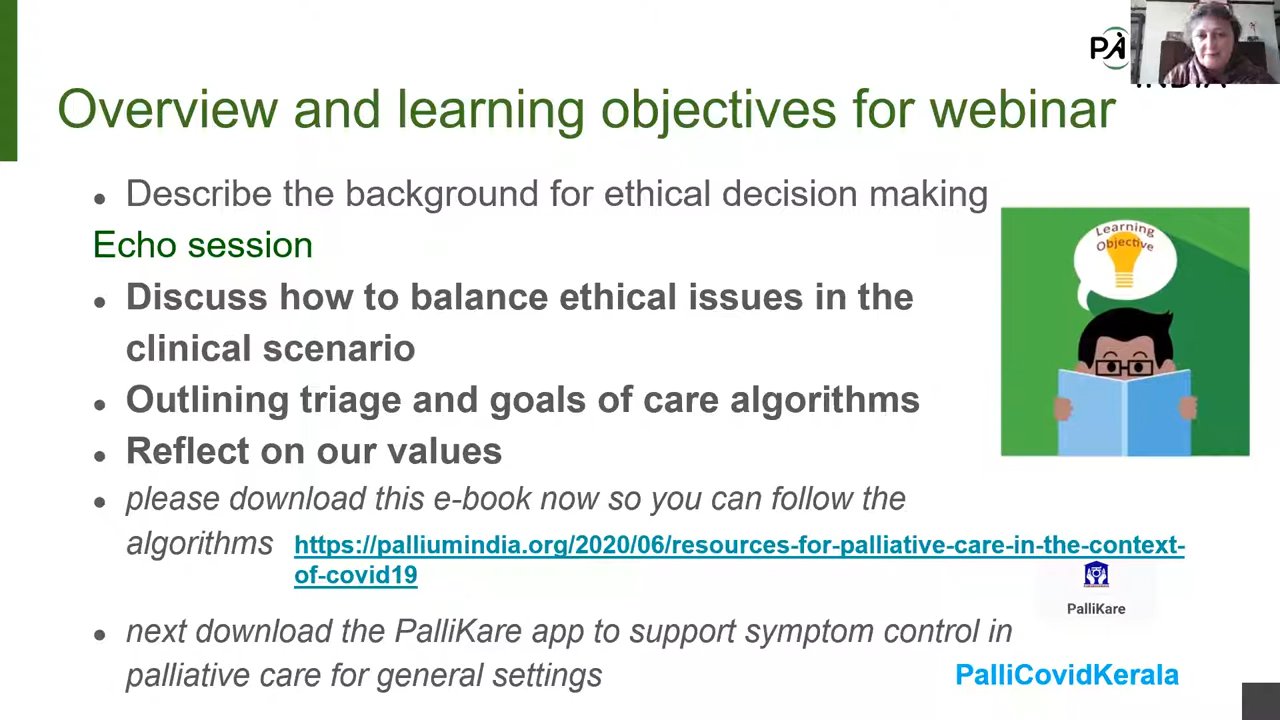 PA
INDIA
Overview and learning objectives for webinar
Describe the background for ethical decision making
Echo session
Learning
Objective
Discuss how to balance ethical issues in the
clinical scenario
Outlining triage and goals of care algorithms
Reflect on our values
please download this e-book now so you can follow the
algorithms https://palliumindia.org/2020/06/resources-for-palliative-care-in-the-context-
of-covid19
PalliKare
next download the PalliKare app to support symptom control in
palliative care for general settings
PalliCovidKerala